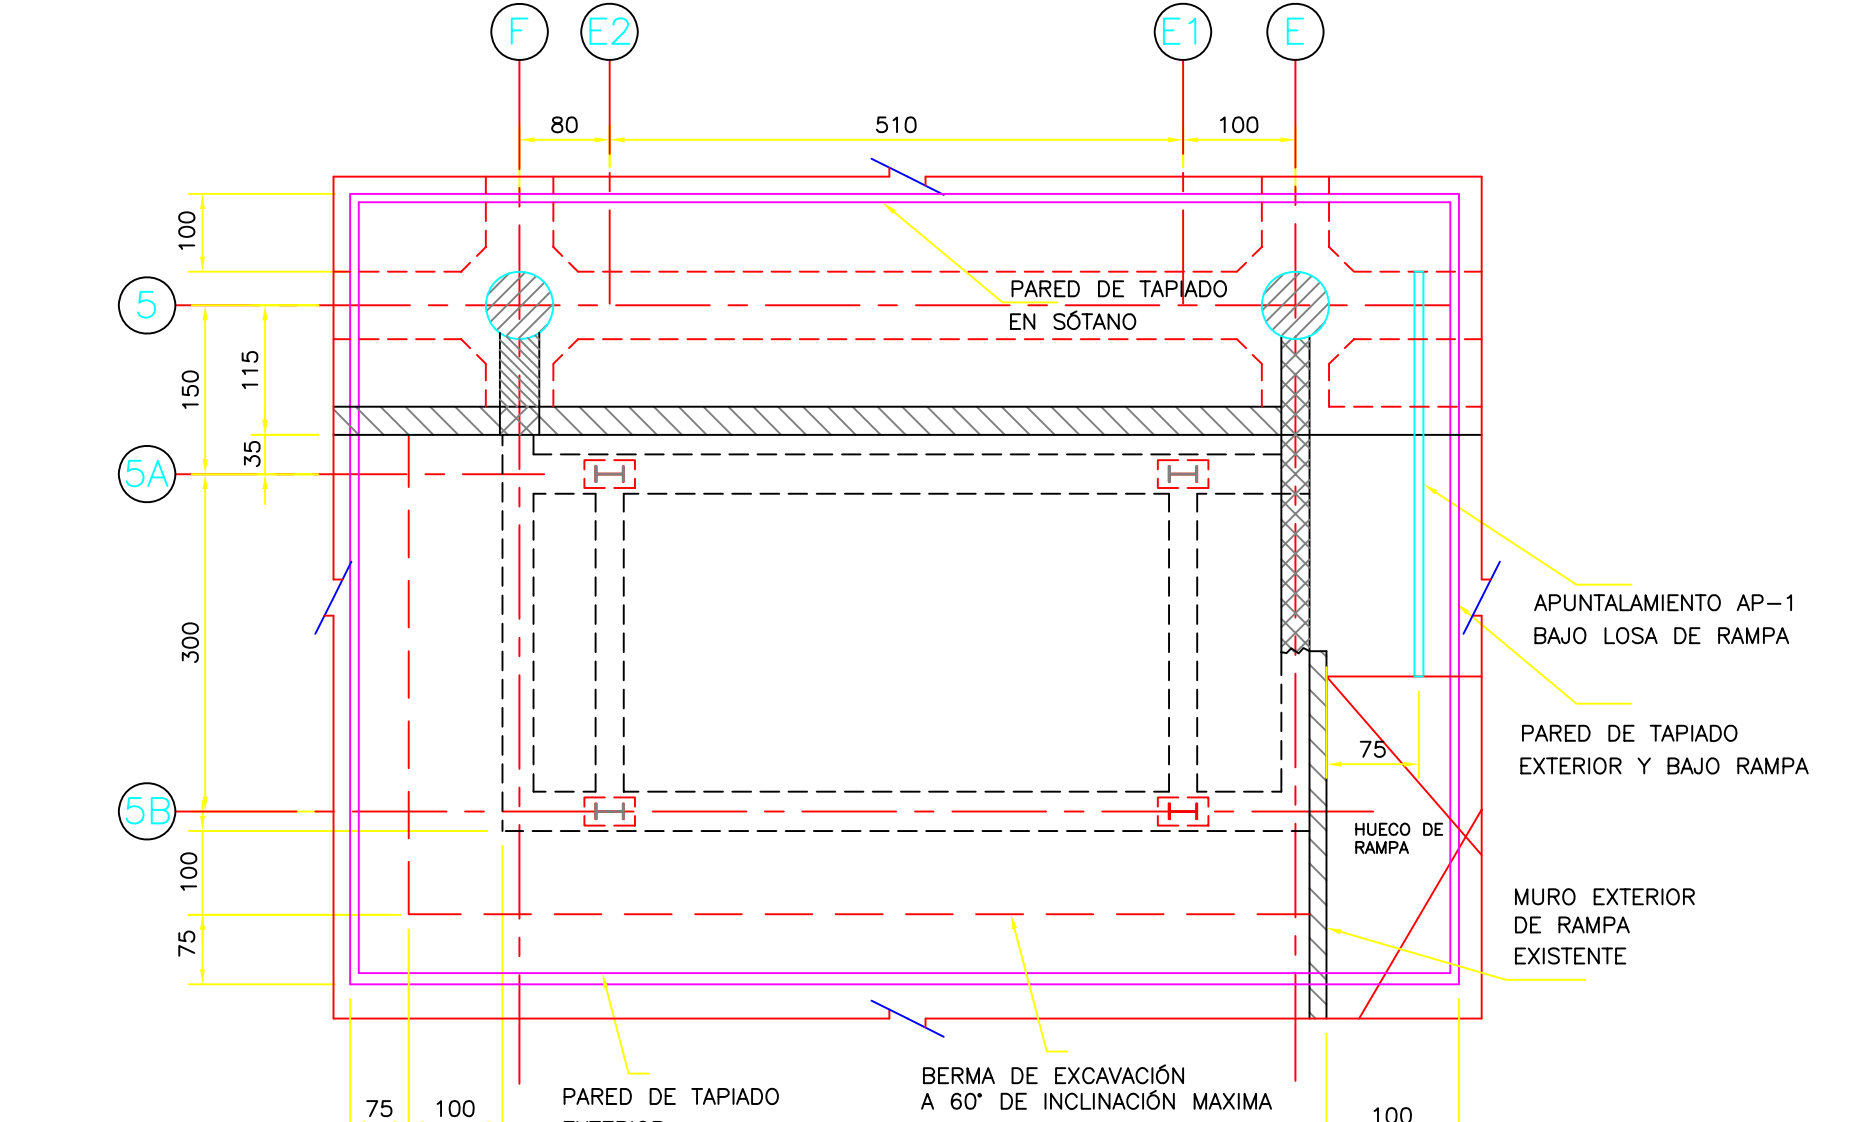 F
E2
E1
E
80
510
100
100
5
PARED DE TAPIADO
EN SÓTANO
150
115
35
5A
300
APUNTALAMIENTO AP-1
BAJO LOSA DE RAMPA
PARED DE TAPIADO
EXTERIOR Y BAJO RAMPA
75
5B
HUECO DE
RAMPA
100
MURO EXTERIOR
DE RAMPA
EXISTENTE
75
BERMA DE EXCAVACIÓN
A 60° DE INCLINACIÓN MAXIMA
PARED DE TAPIADO
75
100
100